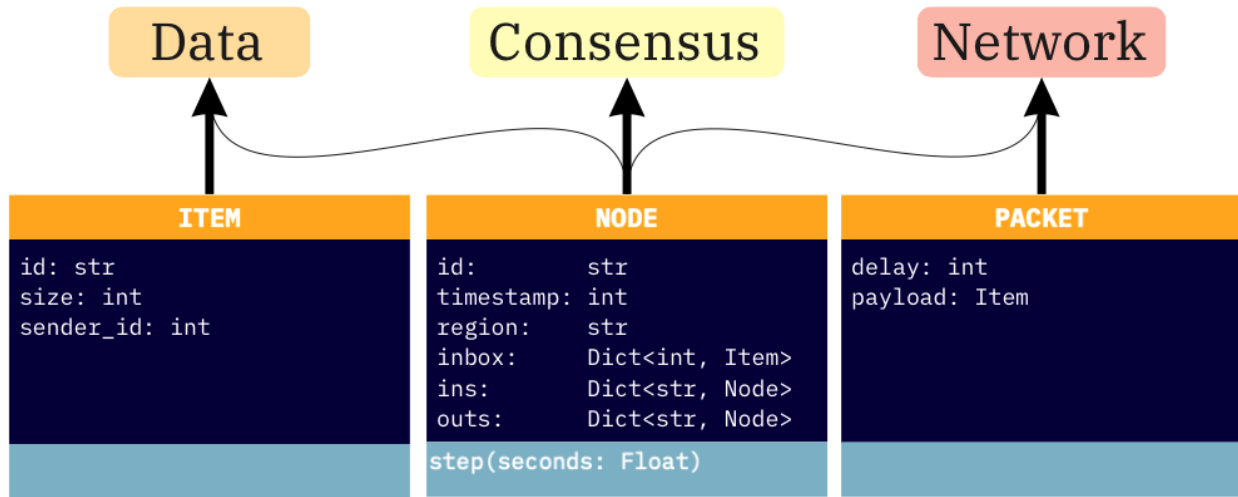 Data
Consensus
Network
ITEM
id: str
size: int
sender_id: int
NODE
id: str
timestamp: int
region: str
inbox: Dict<int, Item>
ins: Dict<str, Node>
outs: Dict<str, Node>
step(seconds: Float)
PACKET
delay: int
payload: Item